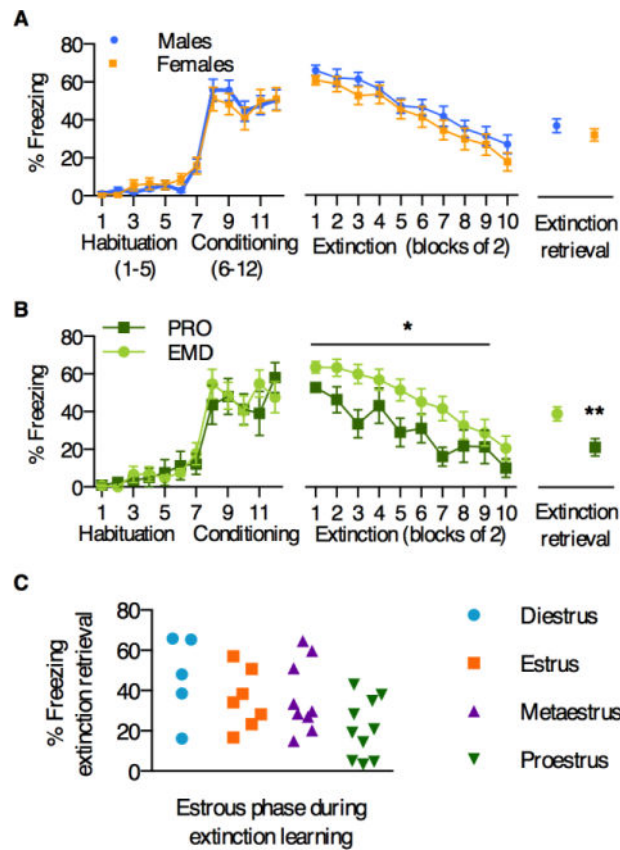 A
Males
Females
% Freezing
80
60
40
20
0
1 3 5 7 9 11
Habituation Conditioning
(1-5) (6-12)
1 2 3 4 5 6 7 8 9 10
Extinction (blocks of 2)
Extinction
retrieval
B
PRO
EMD
*
**
% Freezing
80
60
40
20
0
1 3 5 7 9 11
Habituation Conditioning
1 2 3 4 5 6 7 8 9 10
Extinction (blocks of 2)
Extinction
retrieval
C
% Freezing
extinction retrieval
80
60
40
20
0
Diestrus
Estrus
Metaestrus
Proestrus
Estrous phase during
extinction learning